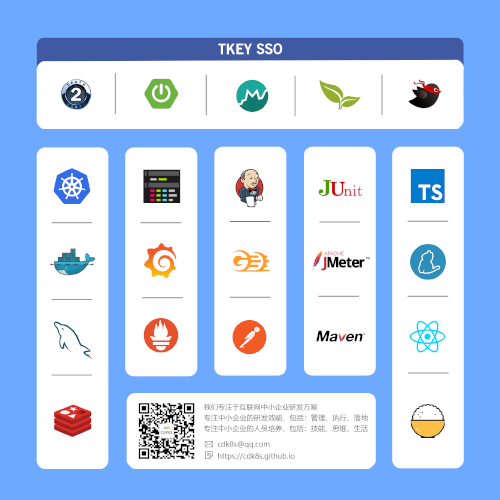 TKEY SSO
2
JUnit
TS
APACHE
JMeter™
Maven™
我们专注于互联网中小企业研发方案
专注中小企业的研发效能，包括：管理、执行、落地
专注中小企业的人员培养，包括：技能、思维、生活
cdk8s@qq.com
https://cdk8s.github.io